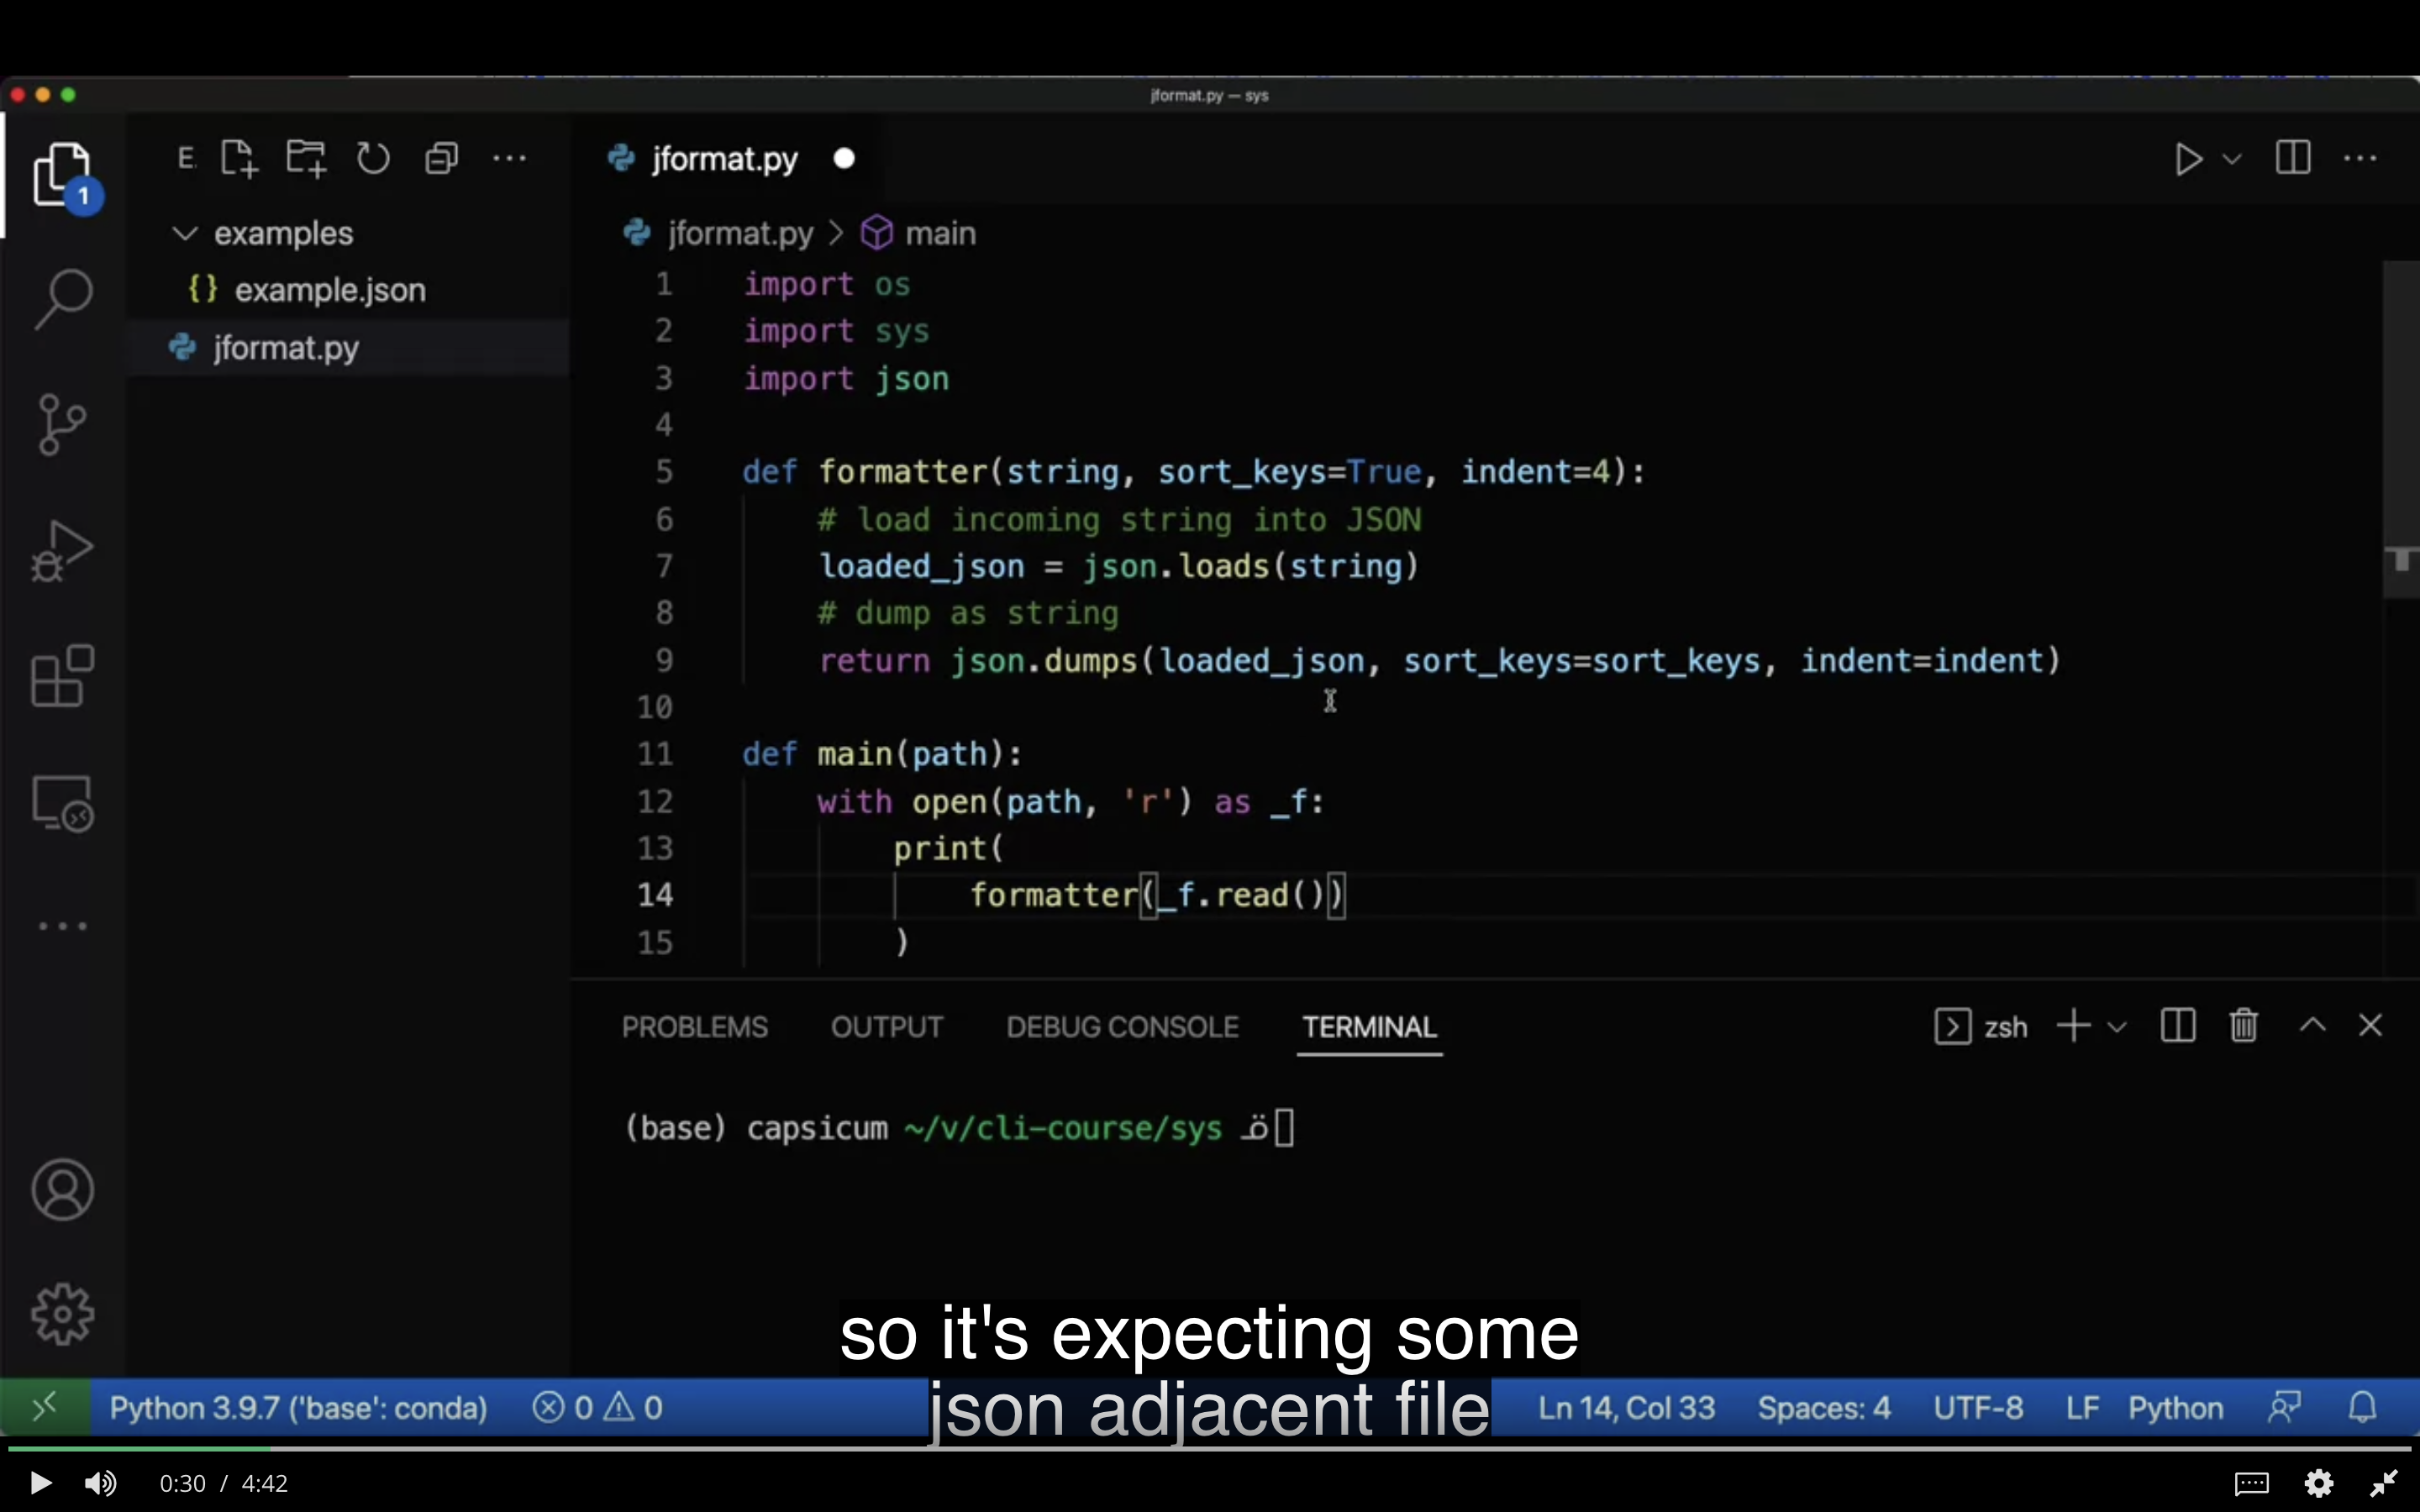 jformat.py — sys
E
jformat.py
1
examples
example.json
jformat.py
jformat.py > main
1 import os
2 import sys
3 import json
4
5 def formatter(string, sort_keys=True, indent=4):
6 # load incoming string into JSON
7 loaded_json = json.loads(string)
8 # dump as string
9 return json.dumps(loaded_json, sort_keys=sort_keys, indent=indent)
10
11 def main(path):
12 with open(path, 'r') as _f:
13 print(
14 formatter(_f.read())
15 )
PROBLEMS OUTPUT DEBUG CONSOLE TERMINAL zsh
(base) capsicum ~/v/cli-course/sys
so it's expecting some
json adjacent file
Python 3.9.7 ('base': conda) 0 0 Ln 14, Col 33 Spaces: 4 UTF-8 LF Python
0:30 / 4:42